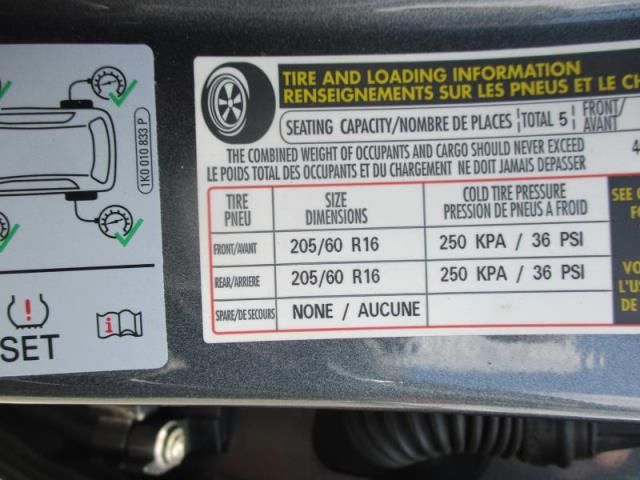 1K0 010 833 P
SET
TIRE AND LOADING INFORMATION
RENSEIGNEMENTS SUR LES PNEUS ET LE
SEATING CAPACITY/NOMBRE DE PLACES TOTAL 5 FRONT/
AVANT
THE COMBINED WEIGHT OF OCCUPANTS AND CARGO SHOULD NEVER EXCEED
LE POIDS TOTAL DES OCCUPANTS ET DU CHARGEMENT NE DOIT JAMAIS DEPASSER
TIRE
PNEU
SIZE
DIMENSIONS
COLD TIRE PRESSURE
PRESSION DE PNEUS A FROID
SEE
FRONT/AVANT 205/60 R16 250 KPA / 36 PSI
REAR/ARRIERE 205/60 R16 250 KPA / 36 PSI
SPARE/DE SECOURS NONE / AUCUNE
DE